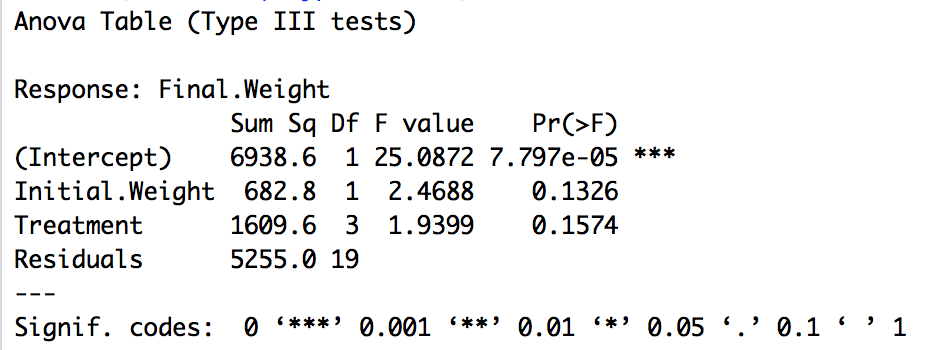 Anova Table (Type III tests)
Response: Final.Weight
Sum Sq Df F value Pr(>F)
(Intercept) 6938.6 1 25.0872 7.797e-05 ***
Initial.Weight 682.8 1 2.4688 0.1326
Treatment 1609.6 3 1.9399 0.1574
Residuals 5255.0 19
---
Signif. codes: 0 ‘***’ 0.001 ‘**’ 0.01 ‘*’ 0.05 ‘.’ 0.1 ‘ ’ 1